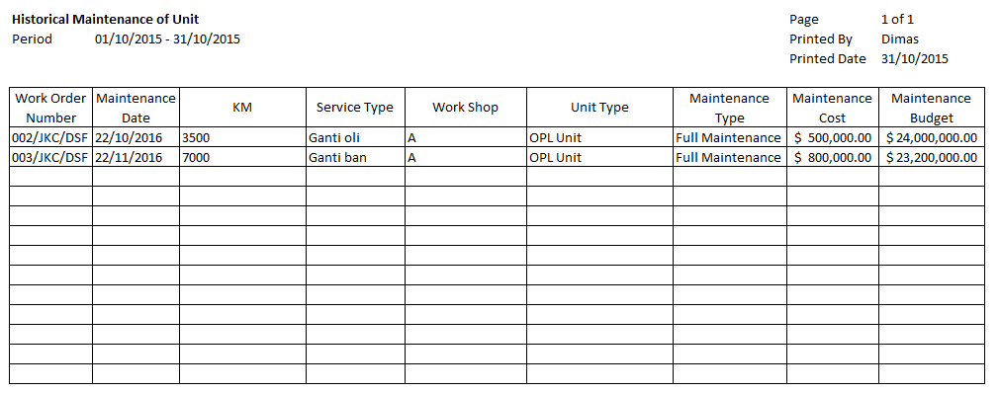 Historical Maintenance of Unit
Period 01/10/2015 - 31/10/2015
Page 1 of 1
Printed By Dimas
Printed Date 31/10/2015
Work Order Number Maintenance Date KM Service Type Work Shop Unit Type Maintenance Type Maintenance Cost Maintenance Budget
002/JKC/DSF 22/10/2016 3500 Ganti oli A OPL Unit Full Maintenance $ 500,000.00 $ 24,000,000.00
003/JKC/DSF 22/11/2016 7000 Ganti ban A OPL Unit Full Maintenance $ 800,000.00 $ 23,200,000.00